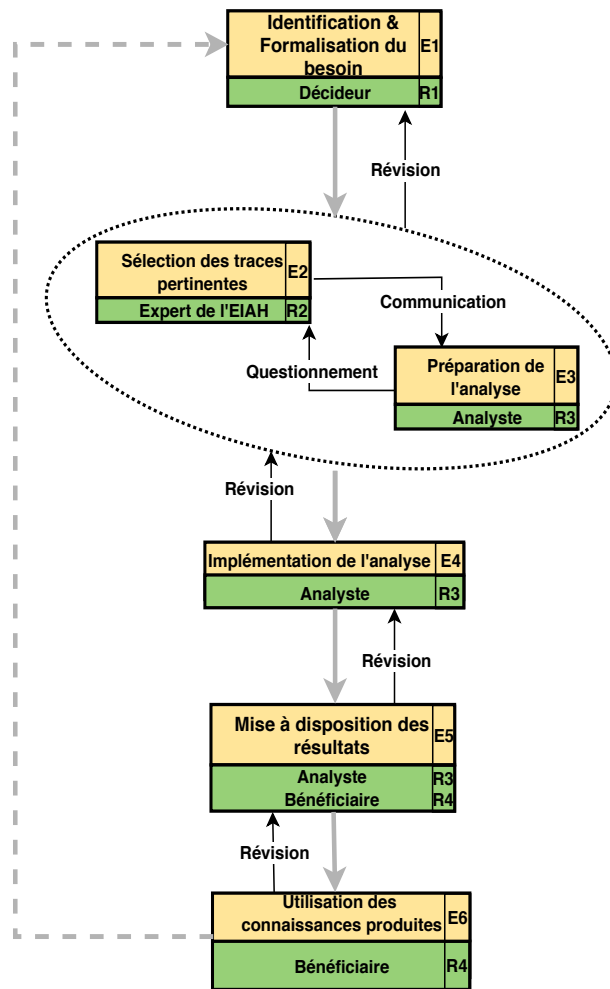 Identification &
Formalisation du
besoin
E1
Décideur
R1
Révision
Sélection des traces
pertinentes
E2
Expert de l'EIAH
R2
Communication
Questionnement
Préparation de
l'analyse
E3
Analyste
R3
Révision
Implémentation de l'analyse
E4
Analyste
R3
Révision
Mise à disposition des
résultats
E5
Analyste
R3
Bénéficiaire
R4
Révision
Utilisation des
connaissances produites
E6
Bénéficiaire
R4